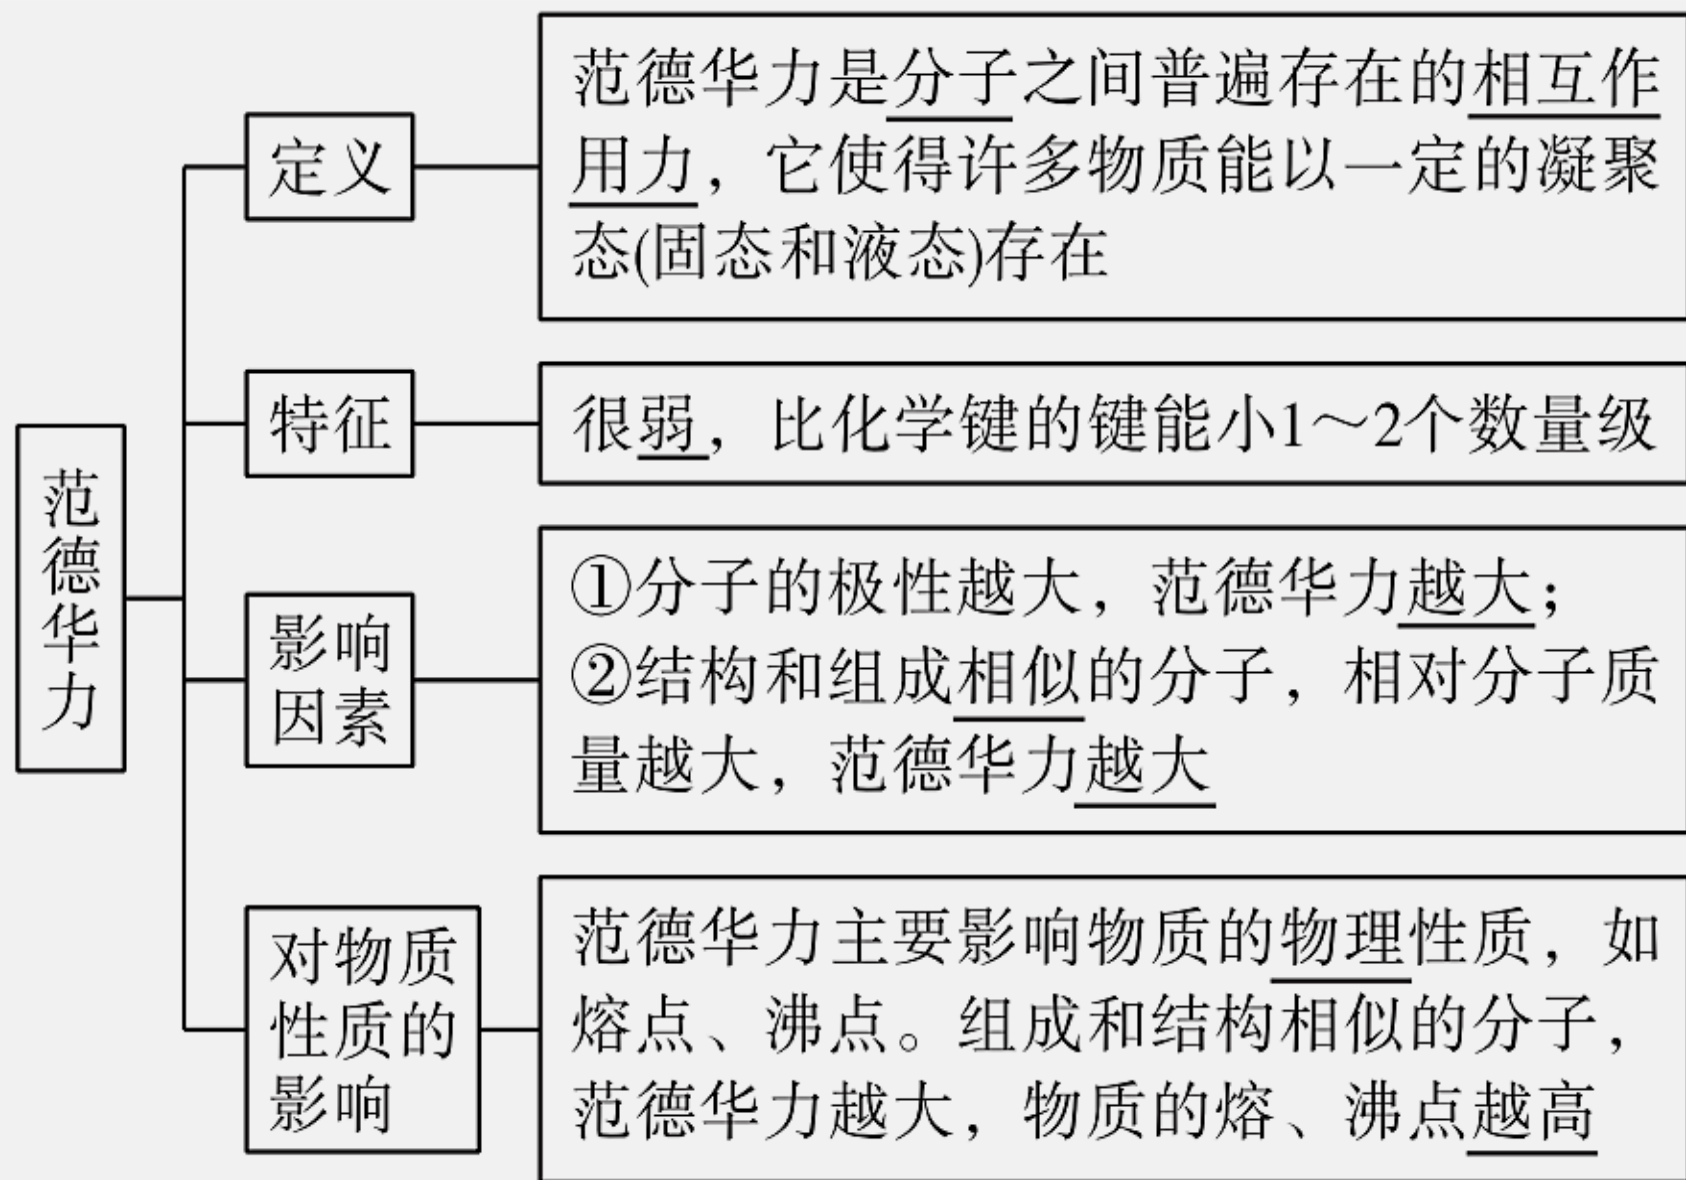 范德华力
定义
范德华力是分子之间普遍存在的相互作
用力，它使得许多物质能以一定的凝聚
态(固态和液态)存在
特征
很弱，比化学键的键能小1～2个数量级
影响
因素
①分子的极性越大，范德华力越大；
②结构和组成相似的分子，相对分子质
量越大，范德华力越大
对物质
性质的
影响
范德华力主要影响物质的物理性质，如
熔点、沸点。组成和结构相似的分子，
范德华力越大，物质的熔、沸点越高